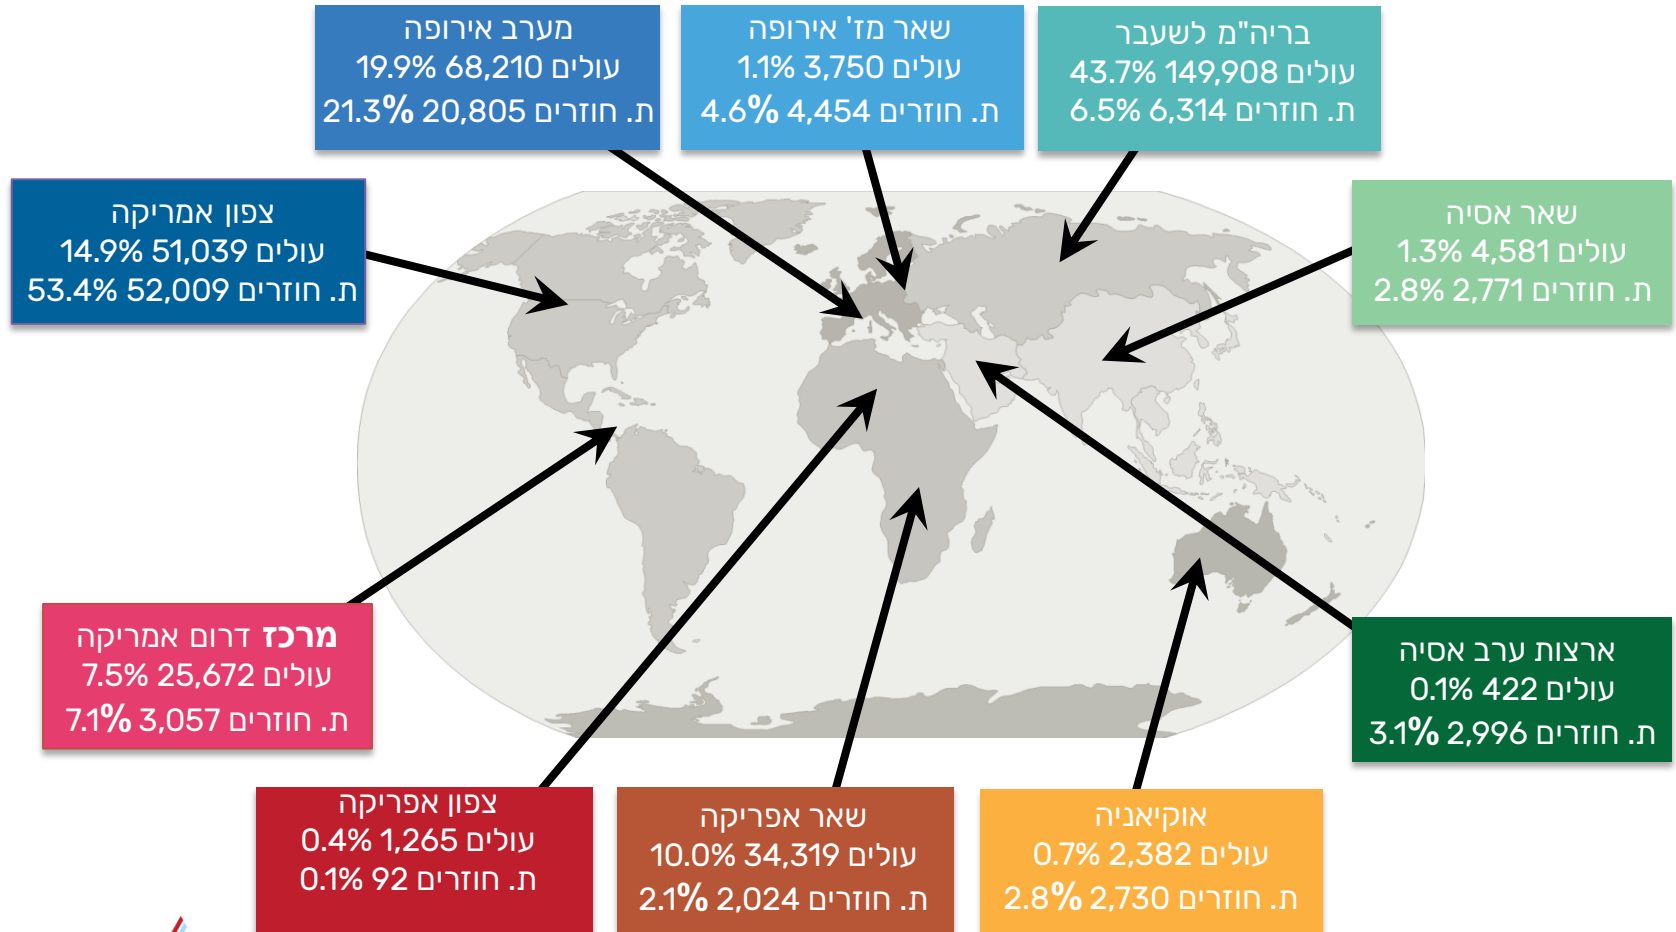 מערב אירופה
עולים 68,210 19.9%
ת. חוזרים 20,805 21.3%
שאר מז' אירופה
עולים 3,750 1.1%
ת. חוזרים 4,454 4.6%
בריה"מ לשעבר
עולים 149,908 43.7%
ת. חוזרים 6,314 6.5%
צפון אמריקה
עולים 51,039 14.9%
ת. חוזרים 52,009 53.4%
שאר אסיה
עולים 4,581 1.3%
ת. חוזרים 2,771 2.8%
מרכז דרום אמריקה
עולים 25,672 7.5%
ת. חוזרים 3,057 7.1%
ארצות ערב אסיה
עולים 422 0.1%
ת. חוזרים 2,996 3.1%
צפון אפריקה
עולים 1,265 0.4%
ת. חוזרים 92 0.1%
שאר אפריקה
עולים 34,319 10.0%
ת. חוזרים 2,024 2.1%
אוקיאניה
עולים 2,382 0.7%
ת. חוזרים 2,730 2.8%